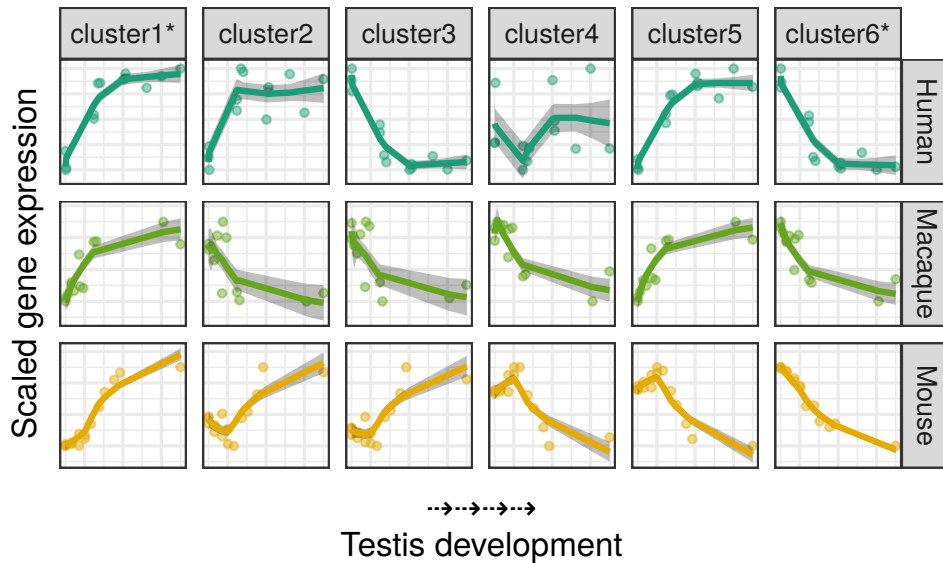 cluster1* cluster2 cluster3 cluster4 cluster5 cluster6*
Human
Macaque
Mouse
Scaled gene expression
Testis development